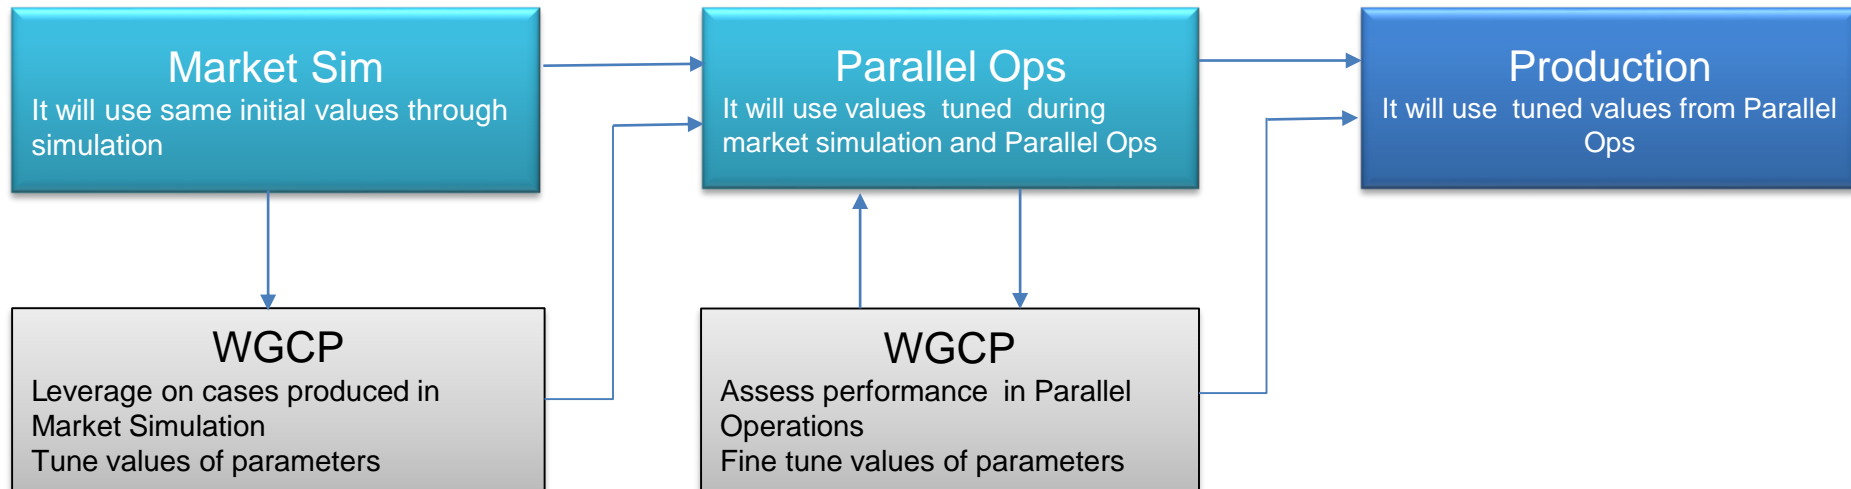 Market Sim
It will use same initial values through
simulation
Parallel Ops
It will use values tuned during
market simulation and Parallel Ops
Production
It will use tuned values from Parallel
Ops
WGCP
Leverage on cases produced in
Market Simulation
Tune values of parameters
WGCP
Assess performance in Parallel
Operations
Fine tune values of parameters